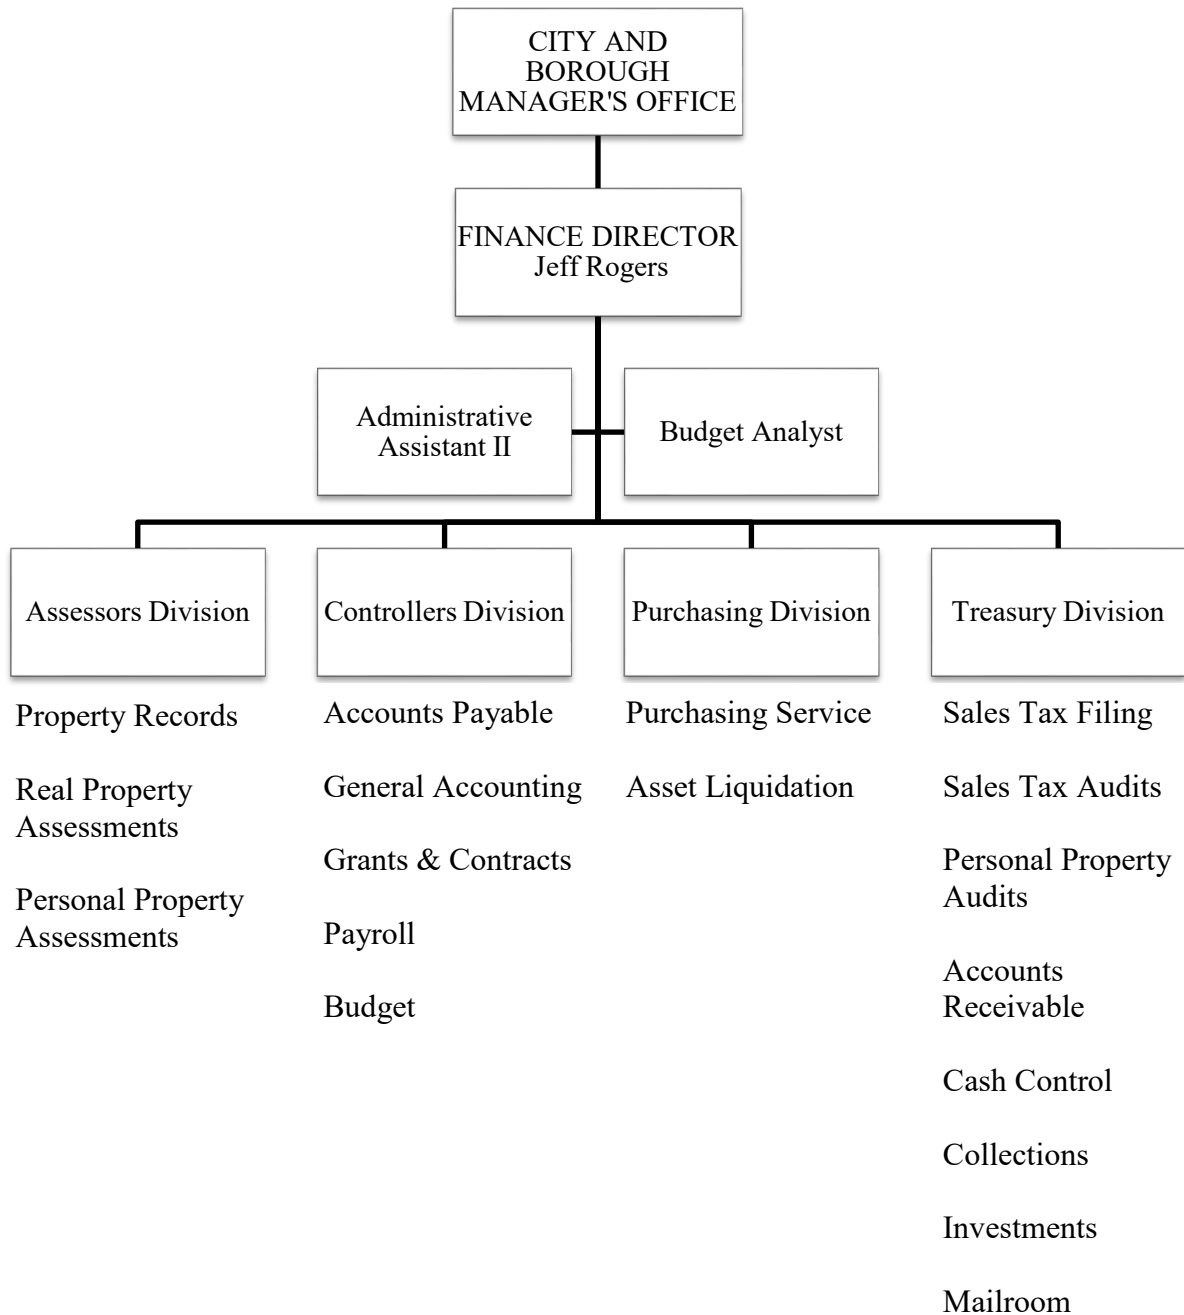 CITY AND
BOROUGH
MANAGER'S OFFICE
FINANCE DIRECTOR
Jeff Rogers
Administrative
Assistant II
Budget Analyst
Assessors Division
Controllers Division
Purchasing Division
Treasury Division
Property Records
Real Property
Assessments
Personal Property
Assessments
Accounts Payable
General Accounting
Grants & Contracts
Payroll
Budget
Purchasing Service
Asset Liquidation
Sales Tax Filing
Sales Tax Audits
Personal Property
Audits
Accounts
Receivable
Cash Control
Collections
Investments
Mailroom